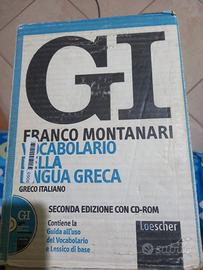 GI
FRANCO MONTANARI
VOCABOLARIO
DELLA
LINGUA GRECA
GRECO ITALIANO
SECONDA EDIZIONE CON CD-ROM
GI
Contiene la
Guida all'uso
del Vocabolario
e Lessico di base
Loescher